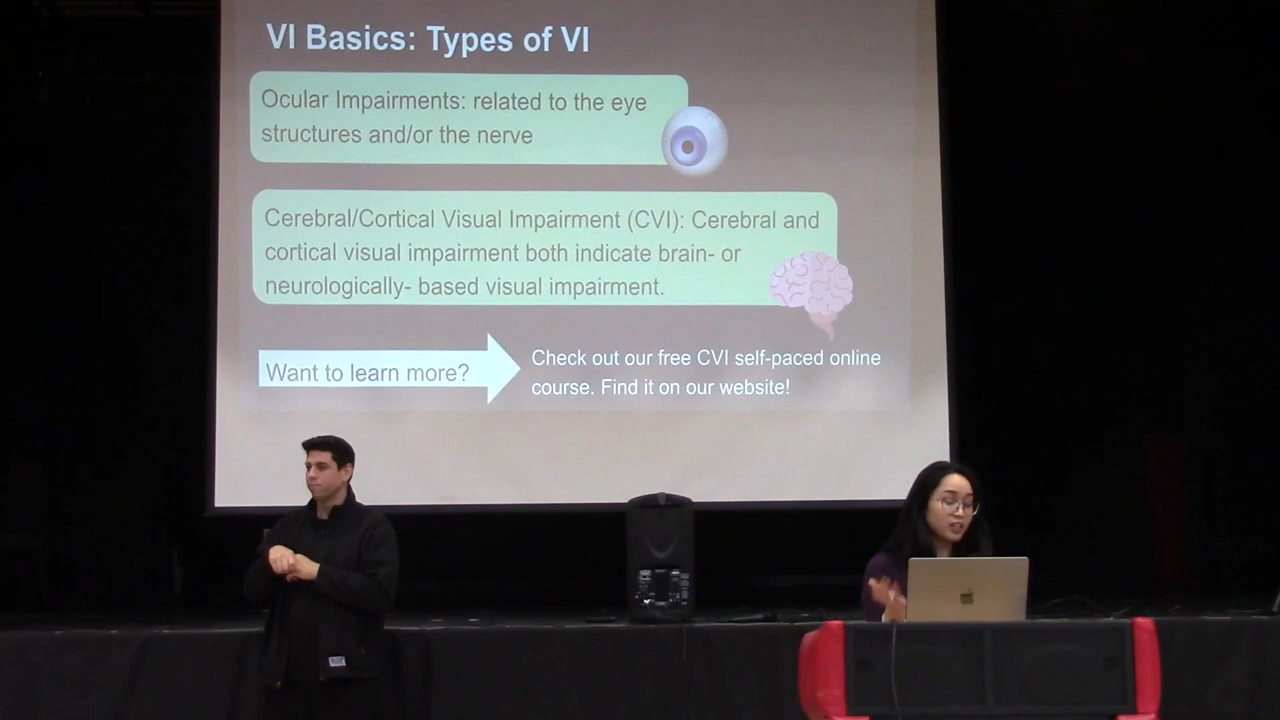 VI Basics: Types of VI
Ocular Impairments: related to the eye
structures and/or the nerve
Cerebral/Cortical Visual Impairment (CVI): Cerebral and
cortical visual impairment both indicate brain- or
neurologically- based visual impairment.
Want to learn more?
Check out our free CVI self-paced online
course. Find it on our website!